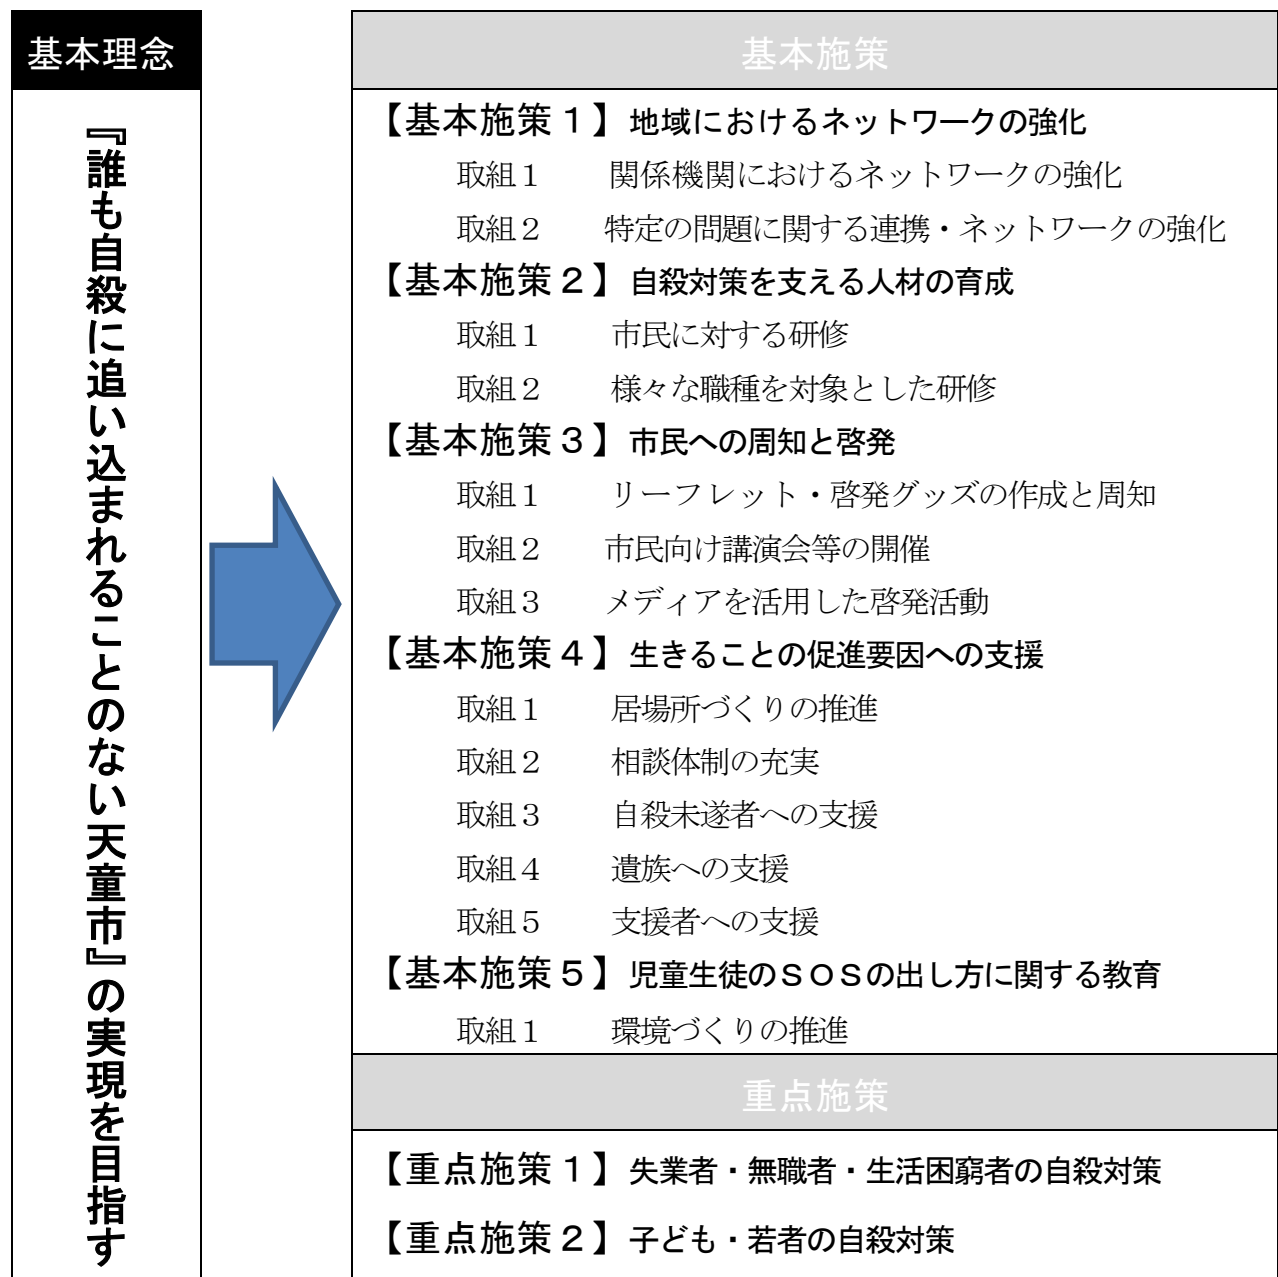 基本理念
『誰も自殺に追い込まれることのない天童市』の実現を目指す
基本施策
【基本施策１】地域におけるネットワークの強化
取組１　関係機関におけるネットワークの強化
取組２　特定の問題に関する連携・ネットワークの強化
【基本施策２】自殺対策を支える人材の育成
取組１　市民に対する研修
取組２　様々な職種を対象とした研修
【基本施策３】市民への周知と啓発
取組１　リーフレット・啓発グッズの作成と周知
取組２　市民向け講演会等の開催
取組３　メディアを活用した啓発活動
【基本施策４】生きることの促進要因への支援
取組１　居場所づくりの推進
取組２　相談体制の充実
取組３　自殺未遂者への支援
取組４　遺族への支援
取組５　支援者への支援
【基本施策５】児童生徒のＳＯＳの出し方に関する教育
取組１　環境づくりの推進
重点施策
【重点施策１】失業者・無職者・生活困窮者の自殺対策
【重点施策２】子ども・若者の自殺対策